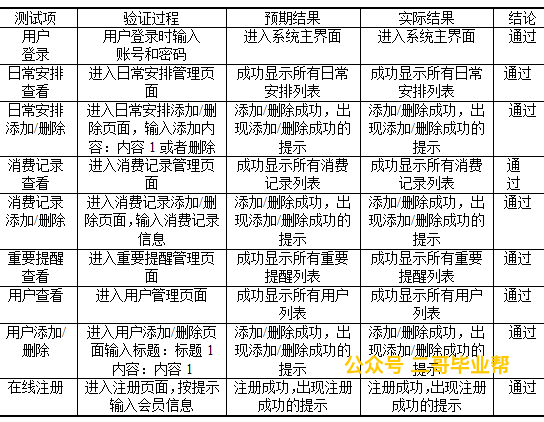 测试项 验证过程 预期结果 实际结果 结论
用户 用户登录时输入 进入系统主界面 进入系统主界面 通过
登录 账号和密码
日常安排 进入日常安排管理页 成功显示所有日常 成功显示所有日常 通过
查看 面 安排列表 安排列表
日常安排 进入日常安排添加/删 添加/删除成功，出 添加/删除成功，出 通过
添加/删除 除页面，输入添加内 现添加/删除成功的 现添加/删除成功的
容：内容 1 或者删除 提示 提示
消费记录 进入消费记录管理页 成功显示所有消费 成功显示所有消费 通
查看 面 记录列表 记录列表 过
消费记录 进入消费记录添加/删 添加/删除成功，出 添加/删除成功，出 通过
添加/删除 除页面，输入消费记录 现添加/删除成功的 现添加/删除成功的
信息 提示 提示
重要提醒 进入重要提醒管理页 成功显示所有重要 成功显示所有重要 通过
查看 面 提醒列表 提醒列表
用户查看 进入用户管理页面 成功显示所有用户 成功显示所有用户 通过
列表 列表
用户添加/ 进入用户添加/删除页 添加/删除成功，出 添加/删除成功，出 通过
删除 面输入标题：标题 1 现添加/删除成功的 现添加/删除成功的
内容：内容 1 提示 提示
公众号 二哥毕业帮
在线注册 进入注册页面，按提示 注册成功，出现注册 注册成功，出现注册 通过
输入会员信息 成功的提示 成功的提示